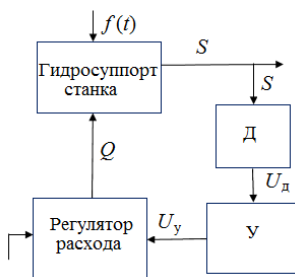 f(t)
S
Гидросуппорт
станка
S
Д
Q
U_д
Регулятор
расхода
U_у
У